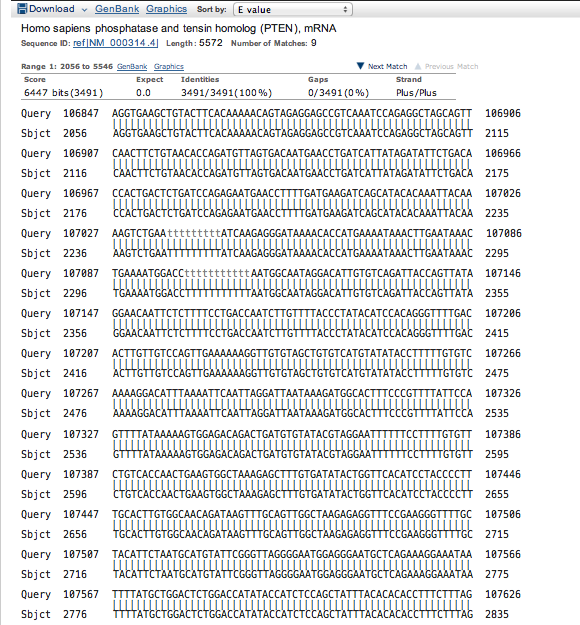 Download GenBank Graphics Sort by: E value
Homo sapiens phosphatase and tensin homolog (PTEN), mRNA
Sequence ID: ref|NM_000314.4| Length: 5572 Number of Matches: 9
Range 1: 2056 to 5546 GenBank Graphics Next Match Previous Match
Score Expect Identities Gaps Strand
6447 bits(3491) 0.0 3491/3491(100%) 0/3491(0%) Plus/Plus
Query 106847 AGGTGAAGCTGTACTTCACAAAAACAGTAGAGGAGCCGTCAAATCCAGAGGCTAGCAGTT 106906
Sbjct 2056 AGGTGAAGCTGTACTTCACAAAAACAGTAGAGGAGCCGTCAAATCCAGAGGCTAGCAGTT 2115
Query 106907 CAACTTCTGTAACACCAGATGTTAGTGACAATGAACCTGATCATTATAGATATTCTGACA 106966
Sbjct 2116 CAACTTCTGTAACACCAGATGTTAGTGACAATGAACCTGATCATTATAGATATTCTGACA 2175
Query 106967 CCACTGACTCTGATCCAGAGAATGAACCTTTTGATGAAGATCAGCATACACAAATTACAA 107026
Sbjct 2176 CCACTGACTCTGATCCAGAGAATGAACCTTTTGATGAAGATCAGCATACACAAATTACAA 2235
Query 107027 AAGTCTGAAtttttttttATCAAGAGGGATAAAACACCATGAAAATAAACTTGAATAAAC 107086
Sbjct 2236 AAGTCTGAATTTTTTTTTATCAAGAGGGATAAAACACCATGAAAATAAACTTGAATAAAC 2295
Query 107087 TGAAAATGGACCtttttttttttAATGGCAATAGGACATTGTGTCAGATTACCAGTTATA 107146
Sbjct 2296 TGAAAATGGACCTTTTTTTTTTTAATGGCAATAGGACATTGTGTCAGATTACCAGTTATA 2355
Query 107147 GGAACAATTCTCTTTTCCTGACCAATCTTGTTTTACCCTATACATCCACAGGGTTTTGAC 107206
Sbjct 2356 GGAACAATTCTCTTTTCCTGACCAATCTTGTTTTACCCTATACATCCACAGGGTTTTGAC 2415
Query 107207 ACTTGTTGTCCAGTTGAAAAAAGGTTGTGTAGCTGTGTCATGTATATACCTTTTTGTGTC 107266
Sbjct 2416 ACTTGTTGTCCAGTTGAAAAAAGGTTGTGTAGCTGTGTCATGTATATACCTTTTTGTGTC 2475
Query 107267 AAAAGGACATTTAAAATTCAATTAGGATTAATAAAGATGGCACTTTCCCGTTTTATTCCA 107326
Sbjct 2476 AAAAGGACATTTAAAATTCAATTAGGATTAATAAAGATGGCACTTTCCCGTTTTATTCCA 2535
Query 107327 GTTTTATAAAAAGTGGAGACAGACTGATGTGTATACGTAGGAATTTTTTCCTTTTGTGTT 107386
Sbjct 2536 GTTTTATAAAAAGTGGAGACAGACTGATGTGTATACGTAGGAATTTTTTCCTTTTGTGTT 2595
Query 107387 CTGTCACCAACTGAAGTGGCTAAAGAGCTTTGTGATATACTGGTTCACATCCTACCCCTT 107446
Sbjct 2596 CTGTCACCAACTGAAGTGGCTAAAGAGCTTTGTGATATACTGGTTCACATCCTACCCCTT 2655
Query 107447 TGCACTTGTGGCAACAGATAAGTTTGCAGTTGGCTAAGAGAGGTTTCCGAAGGGTTTTGC 107506
Sbjct 2656 TGCACTTGTGGCAACAGATAAGTTTGCAGTTGGCTAAGAGAGGTTTCCGAAGGGTTTTGC 2715
Query 107507 TACATTCTAATGCATGTATTCGGGTTAGGGGAATGGAGGGAATGCTCAGAAAGGAAATAA 107566
Sbjct 2716 TACATTCTAATGCATGTATTCGGGTTAGGGGAATGGAGGGAATGCTCAGAAAGGAAATAA 2775
Query 107567 TTTTATGCTGGACTCTGGACCATATACCATCTCCAGCTATTTACACACACCTTTCTTTAG 107626
Sbjct 2776 TTTTATGCTGGACTCTGGACCATATACCATCTCCAGCTATTTACACACACCTTTCTTTAG 2835